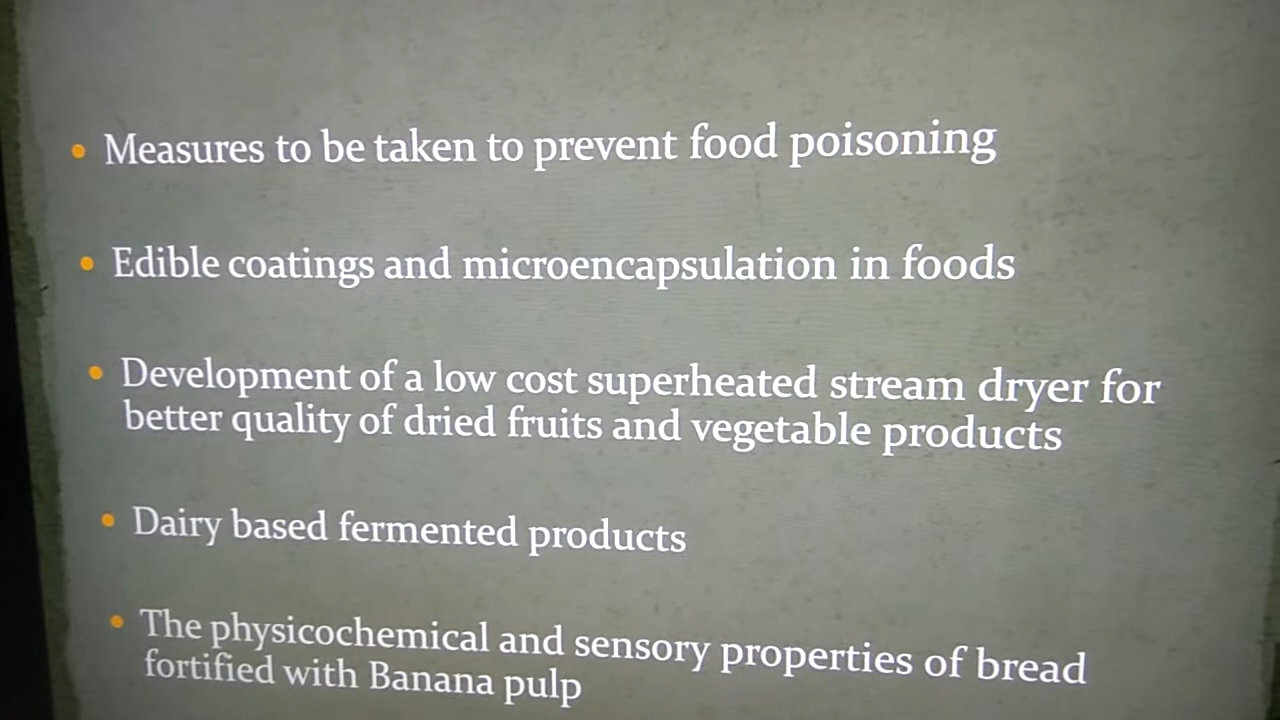 • Measures to be taken to prevent food poisoning
• Edible coatings and microencapsulation in foods
• Development of a low cost superheated stream dryer for
better quality of dried fruits and vegetable products
• Dairy based fermented products
• The physicochemical and sensory properties of bread
fortified with Banana pulp